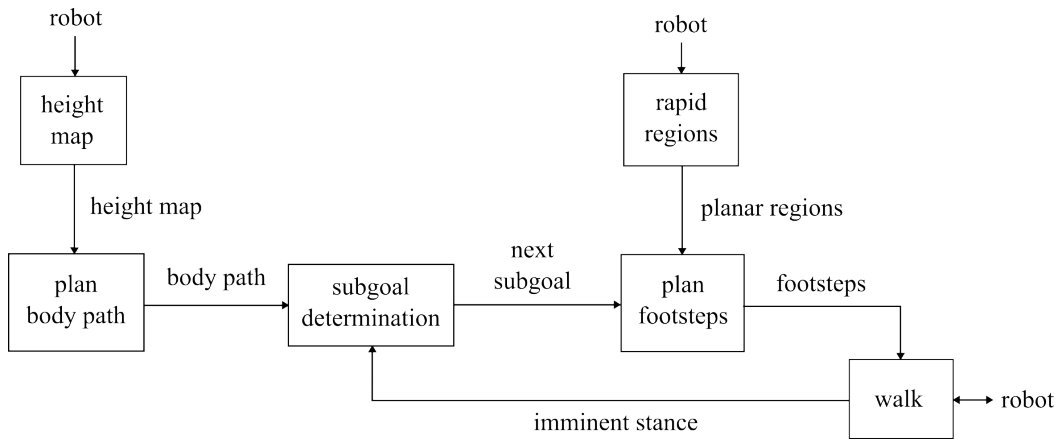 robot
robot
height
map
rapid
regions
height map
planar regions
plan
body path
body path
subgoal
determination
next
subgoal
plan
footsteps
footsteps
walk
robot
imminent stance